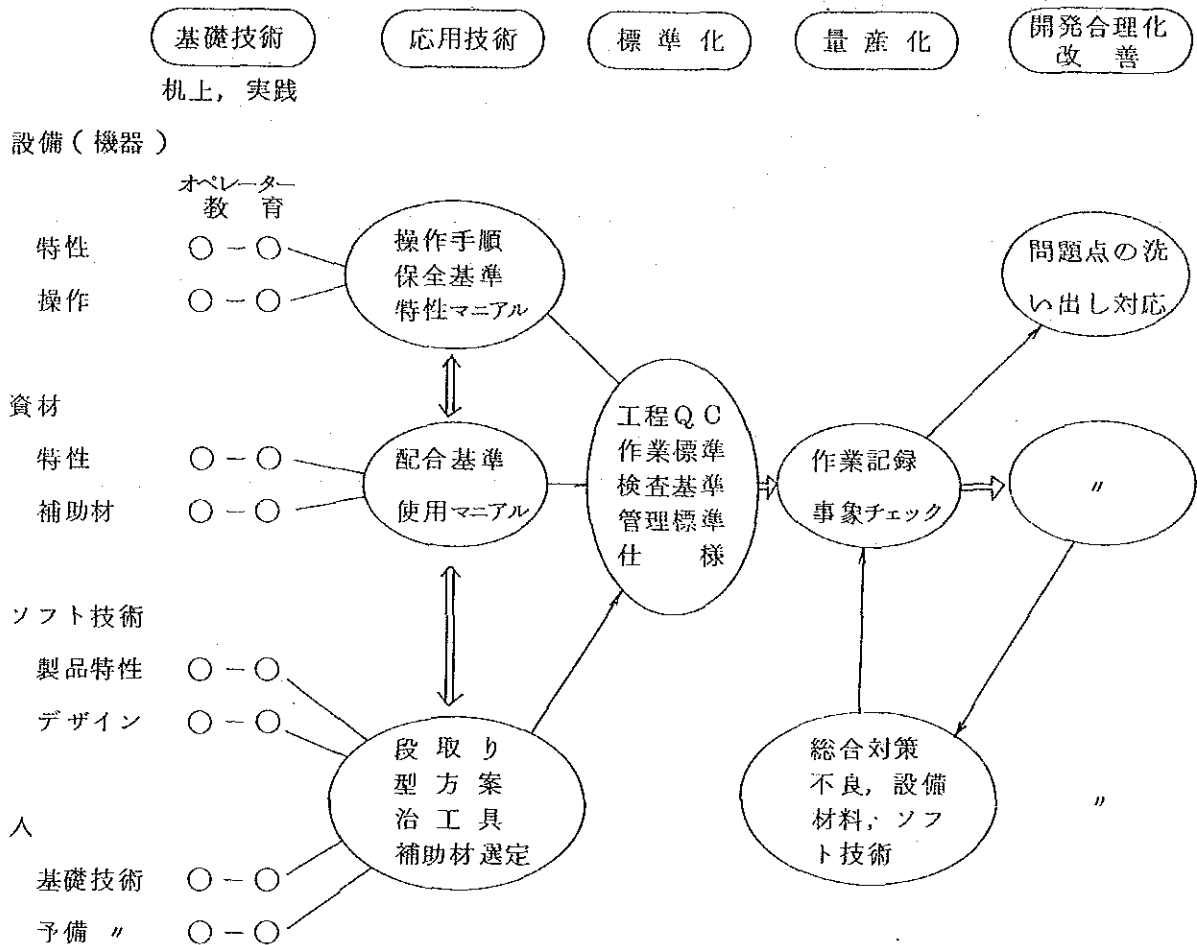 基礎技術
応用技術
標準化
量産化
開発合理化
改善
机上，実践
設備（機器）
オペレーター
教育
特性 ○－○
操作 ○－○
操作手順
保全基準
特性マニアル
問題点の洗
い出し対応
資材
特性 ○－○
補助材 ○－○
配合基準
使用マニアル
工程QC
作業標準
検査基準
管理標準
仕様
作業記録
事象チェック
〃
ソフト技術
製品特性 ○－○
デザイン ○－○
段取り
型方案
治工具
補助材選定
総合対策
不良，設備
材料，ソフ
ト技術
〃
人
基礎技術 ○－○
予備 〃 ○－○